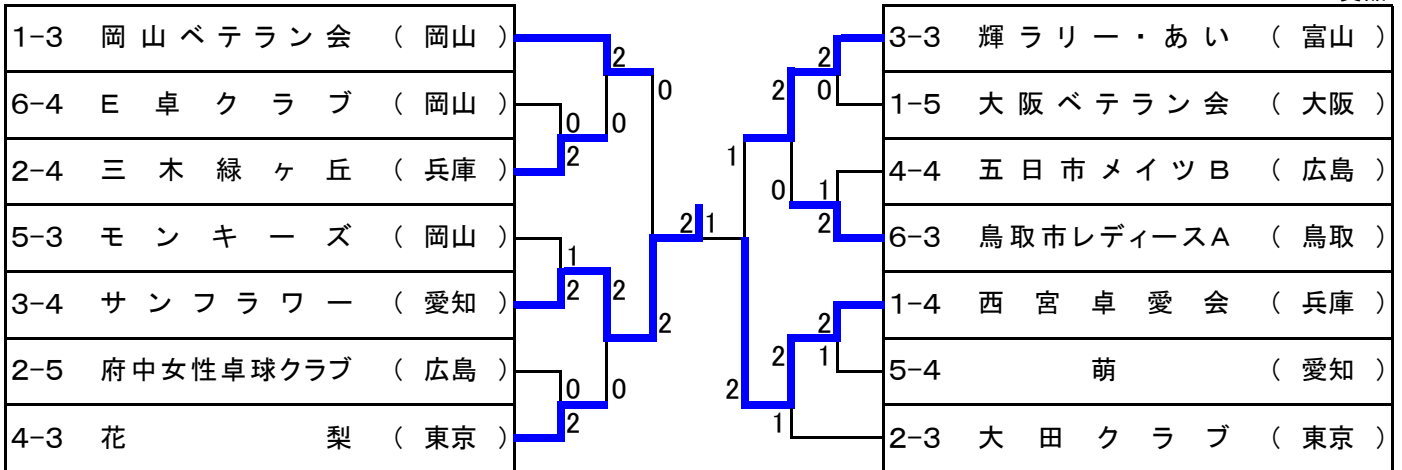 1-3 岡山ベテラン会 ( 岡山 )
6-4 E卓クラブ ( 岡山 )
2-4 三木緑ヶ丘 ( 兵庫 )
5-3 モンキーズ ( 岡山 )
3-4 サンフラワー ( 愛知 )
2-5 府中女性卓球クラブ ( 広島 )
4-3 花梨 ( 東京 )
2
0
0
0
2
1
2
2
2
0
0
2
2
1
3-3 輝ラリー・あい ( 富山 )
1-5 大阪ベテラン会 ( 大阪 )
4-4 五日市メイツB ( 広島 )
6-3 鳥取市レディースA ( 鳥取 )
1-4 西宮卓愛会 ( 兵庫 )
5-4 萌 ( 愛知 )
2-3 大田クラブ ( 東京 )
2
2
0
1
0
1
2
2
2
1
2
1